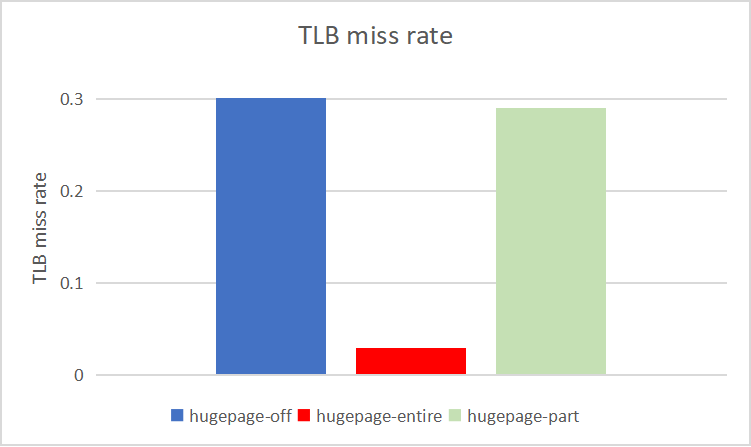 TLB miss rate
TLB miss rate
0.3
0.2
0.1
0
hugepage-off hugepage-entire hugepage-part